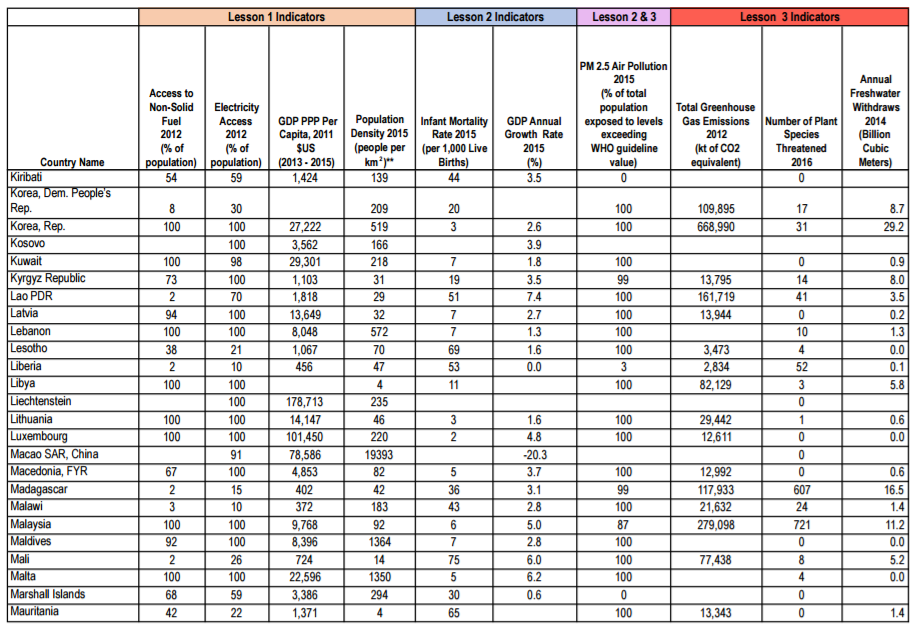 Lesson 1 Indicators Lesson 2 Indicators Lesson 2 & 3 Lesson 3 Indicators
Country Name
Access to
Non-Solid
Fuel
2012
(% of
population)
Electricity
Access
2012
(% of
population)
GDP PPP Per
Capita, 2011
$US
(2013 - 2015)
Population
Density 2015
(people per
km²)**
Infant Mortality
Rate 2015
(per 1,000 Live
Births)
GDP Annual
Growth Rate
2015
(%)
PM 2.5 Air Pollution
2015
(% of total
population
exposed to levels
exceeding
WHO guideline
value)
Total Greenhouse
Gas Emissions
2012
(kt of CO2
equivalent)
Number of Plant
Species
Threatened
2016
Annual
Freshwater
Withdraws
2014
(Billion
Cubic
Meters)
Kiribati 54 59 1,424 139 44 3.5 0 0
Korea, Dem. People's
Rep. 8 30 209 20 100 109,895 17 8.7
Korea, Rep. 100 100 27,222 519 3 2.6 100 668,990 31 29.2
Kosovo 100 3,562 166 3.9
Kuwait 100 98 29,301 218 7 1.8 100 0 0.9
Kyrgyz Republic 73 100 1,103 31 19 3.5 99 13,795 14 8.0
Lao PDR 2 70 1,818 29 51 7.4 100 161,719 41 3.5
Latvia 94 100 13,649 32 7 2.7 100 13,944 0 0.2
Lebanon 100 100 8,048 572 7 1.3 100 10 1.3
Lesotho 38 21 1,067 70 69 1.6 100 3,473 4 0.0
Liberia 2 10 456 47 53 0.0 3 2,834 52 0.1
Libya 100 100 4 11 100 82,129 3 5.8
Liechtenstein 100 178,713 235 0
Lithuania 100 100 14,147 46 3 1.6 100 29,442 1 0.6
Luxembourg 100 100 101,450 220 2 4.8 100 12,611 0 0.0
Macao SAR, China 91 78,586 19393 -20.3 0
Macedonia, FYR 67 100 4,853 82 5 3.7 100 12,992 0 0.6
Madagascar 2 15 402 42 36 3.1 99 117,933 607 16.5
Malawi 3 10 372 183 43 2.8 100 21,632 24 1.4
Malaysia 100 100 9,768 92 6 5.0 87 279,098 721 11.2
Maldives 92 100 8,396 1364 7 2.8 100 0 0.0
Mali 2 26 724 14 75 6.0 100 77,438 8 5.2
Malta 100 100 22,596 1350 5 6.2 100 4 0.0
Marshall Islands 68 59 3,386 294 30 0.6 0 0
Mauritania 42 22 1,371 4 65 100 13,343 0 1.4